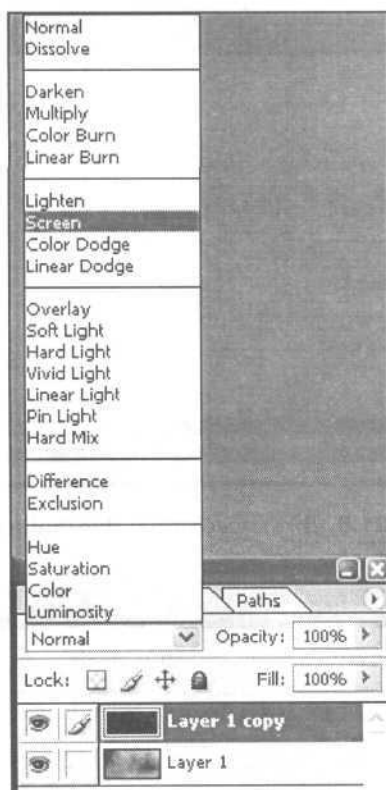 Normal
Dissolve
Darken
Multiply
Color Burn
Linear Burn
Lighten
Screen
Color Dodge
Linear Dodge
Overlay
Soft Light
Hard Light
Vivid Light
Linear Light
Pin Light
Hard Mix
Difference
Exclusion
Hue
Saturation
Color
Luminosity
Paths
Normal Opacity: 100%
Lock: Fill: 100%
Layer 1 copy
Layer 1